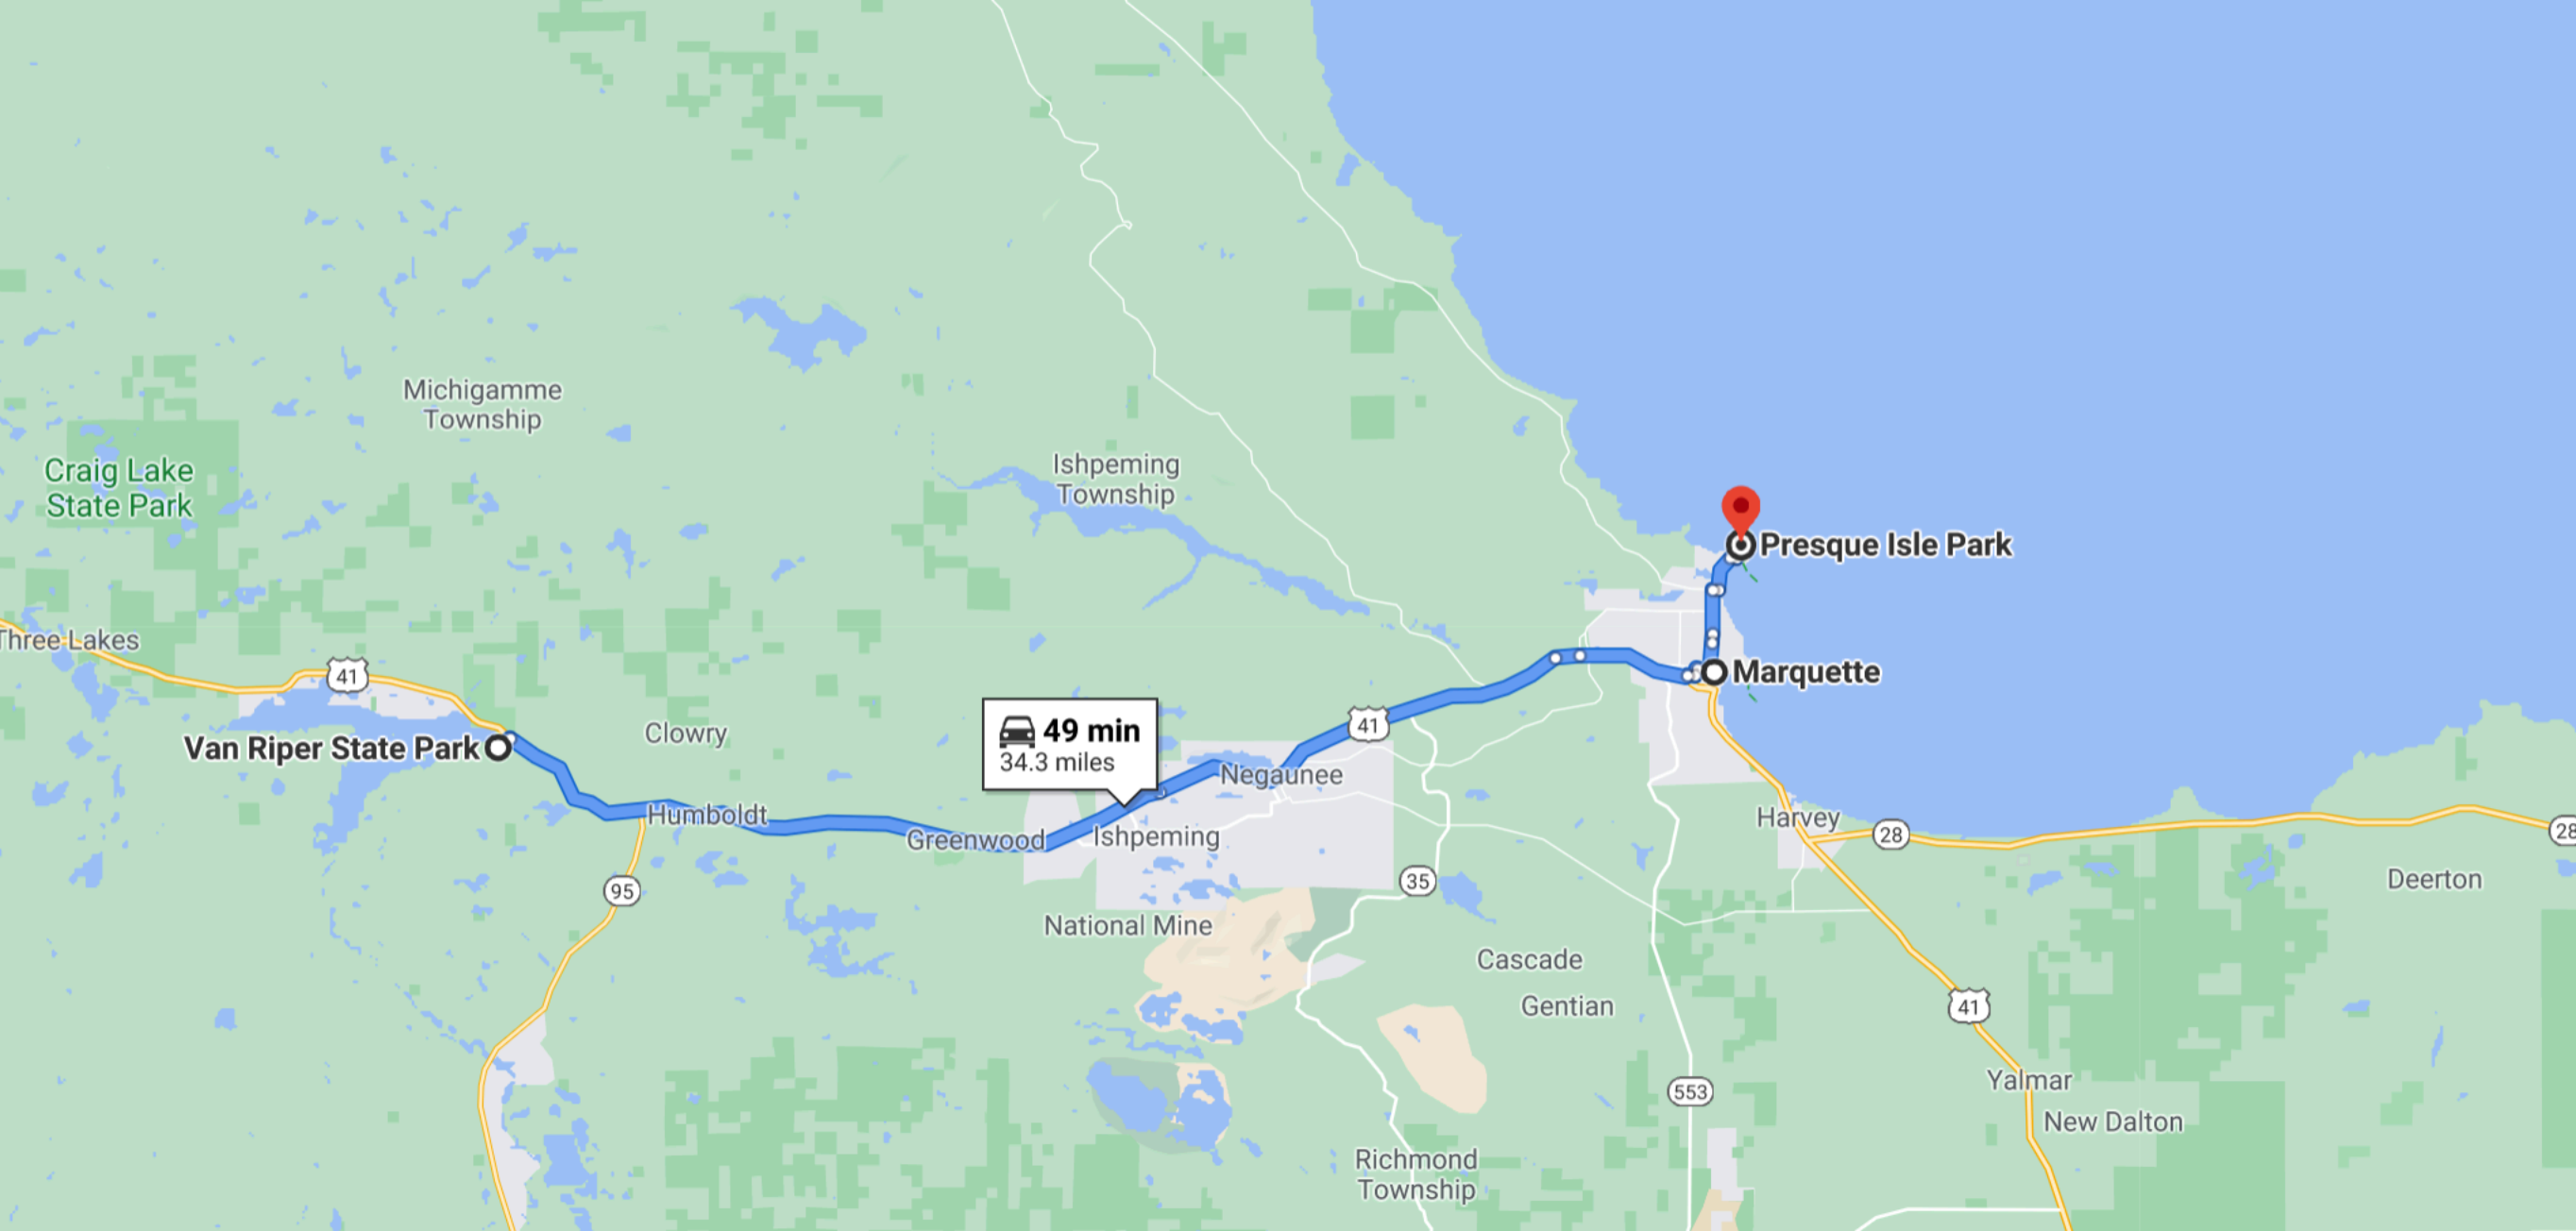 Michigamme
Township
Craig Lake
State Park
Ishpeming
Township
Presque Isle Park
Three Lakes
41
Marquette
Clowry
49 min
41
Van Riper State Park
34.3 miles
Negaunee
Humboldt
Harvey
Greenwood
Ishpeming
28
28
95
35
Deerton
National Mine
Cascade
Gentian
41
Yalmar
553
New Dalton
Richmond
Township